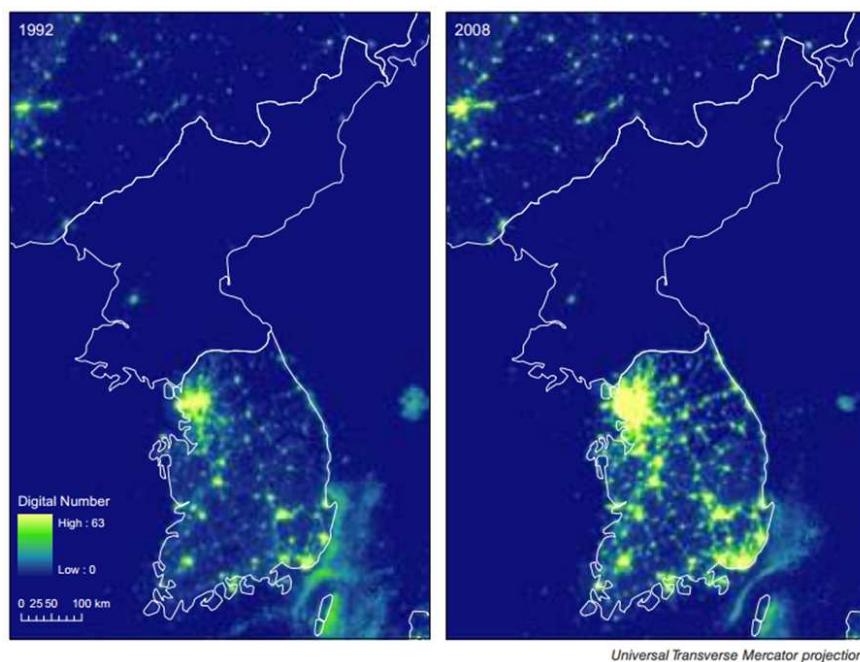 1992
2008
Digital Number
High : 63
Low : 0
0 25 50 100 km
Universal Transverse Mercator projection